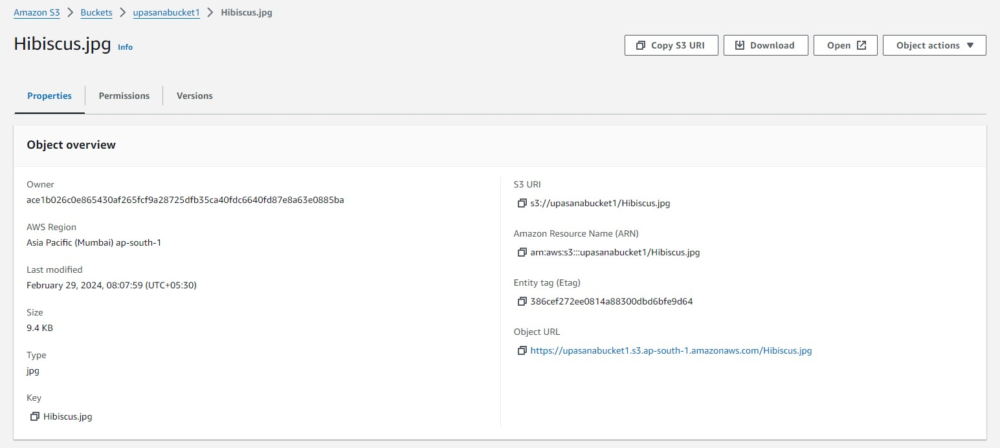 Amazon S3 > Buckets > upasanabucket1 > Hibiscus.jpg
Hibiscus.jpg Info
Copy S3 URI Download Open Object actions
Properties Permissions Versions
Object overview
Owner
ace1b026c0e865430af265fcf9a28725dfb35ca40fdc6640fd87e8a63e0885ba
AWS Region
Asia Pacific (Mumbai) ap-south-1
Last modified
February 29, 2024, 08:07:59 (UTC+05:30)
Size
9.4 KB
Type
jpg
Key
Hibiscus.jpg
S3 URI
s3://upasanabucket1/Hibiscus.jpg
Amazon Resource Name (ARN)
arn:aws:s3:::upasanabucket1/Hibiscus.jpg
Entity tag (Etag)
386cef272ee0814a88300dbd6bfe9d64
Object URL
https://upasanabucket1.s3.ap-south-1.amazonaws.com/Hibiscus.jpg